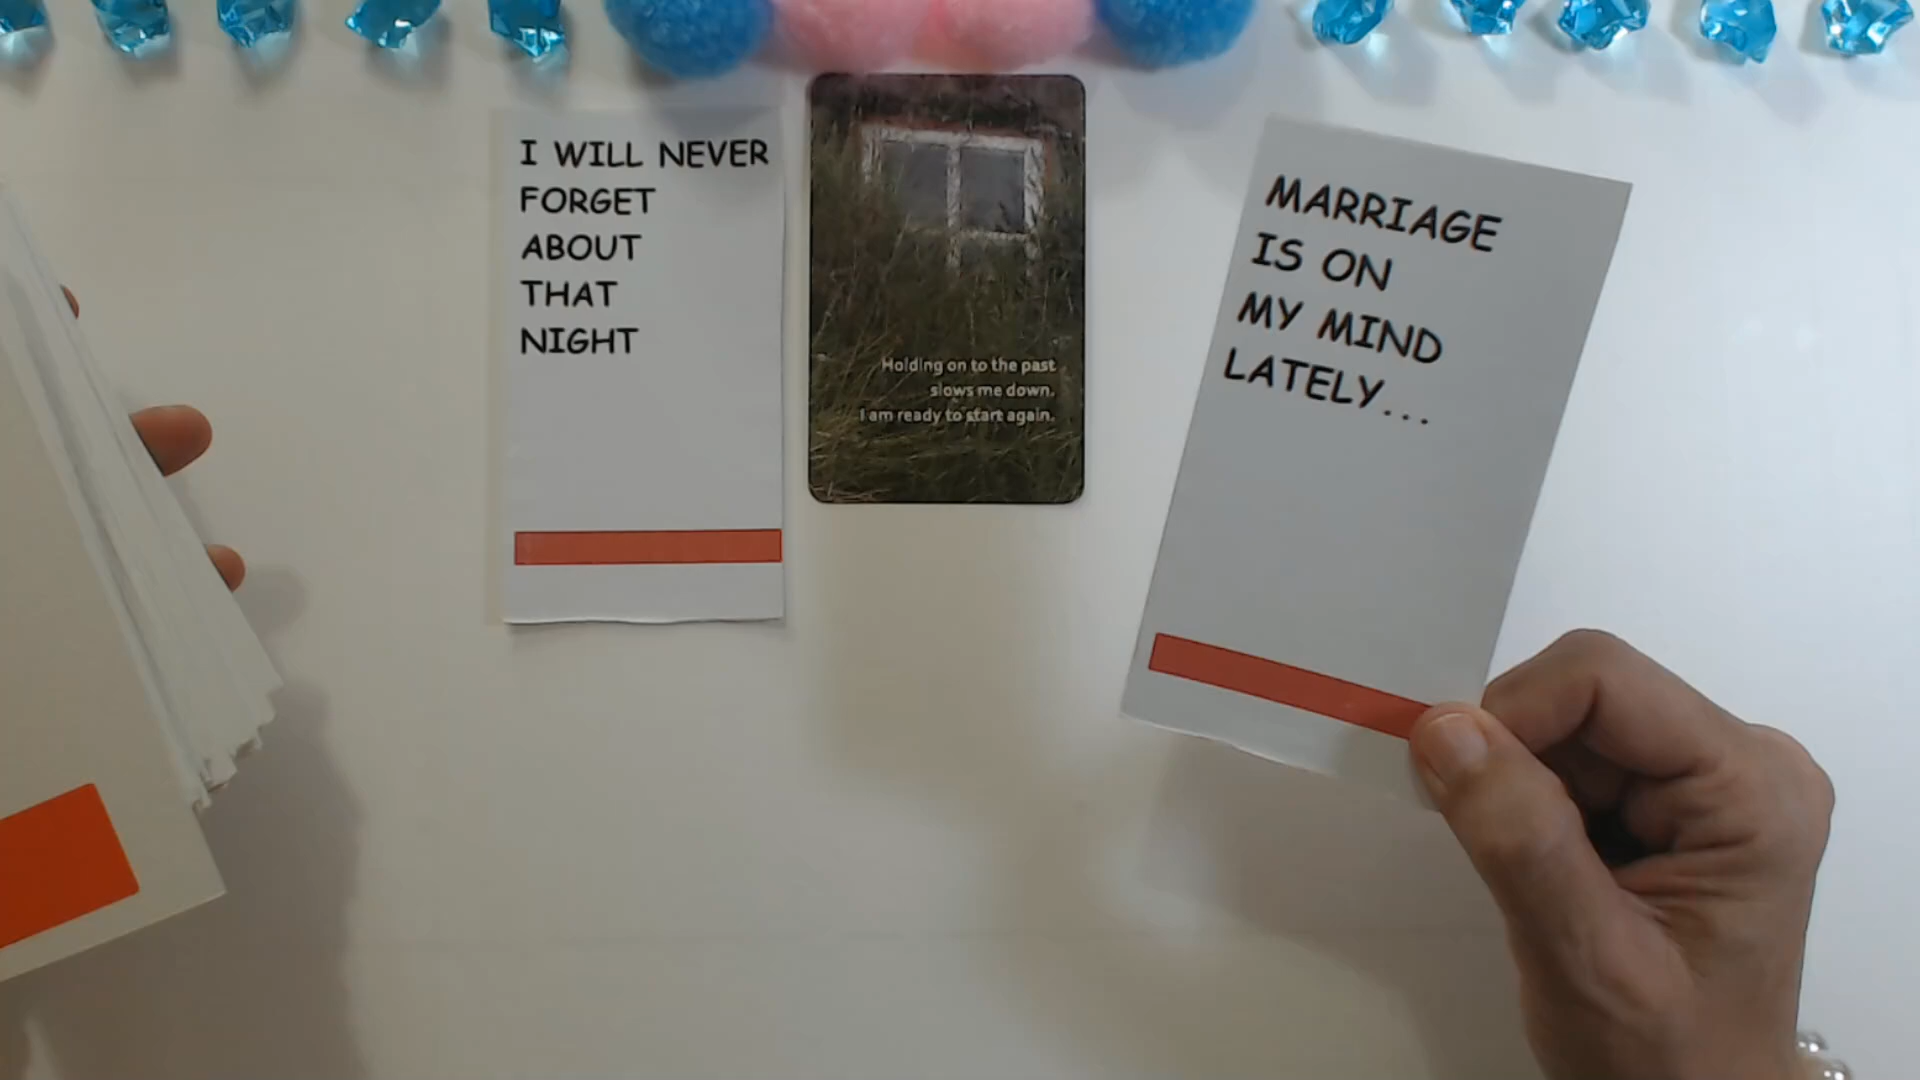 I WILL NEVER
FORGET
ABOUT
THAT
NIGHT
Holding on to the past
slows me down.
I am ready to start again.
MARRIAGE
IS ON
MY MIND
LATELY...